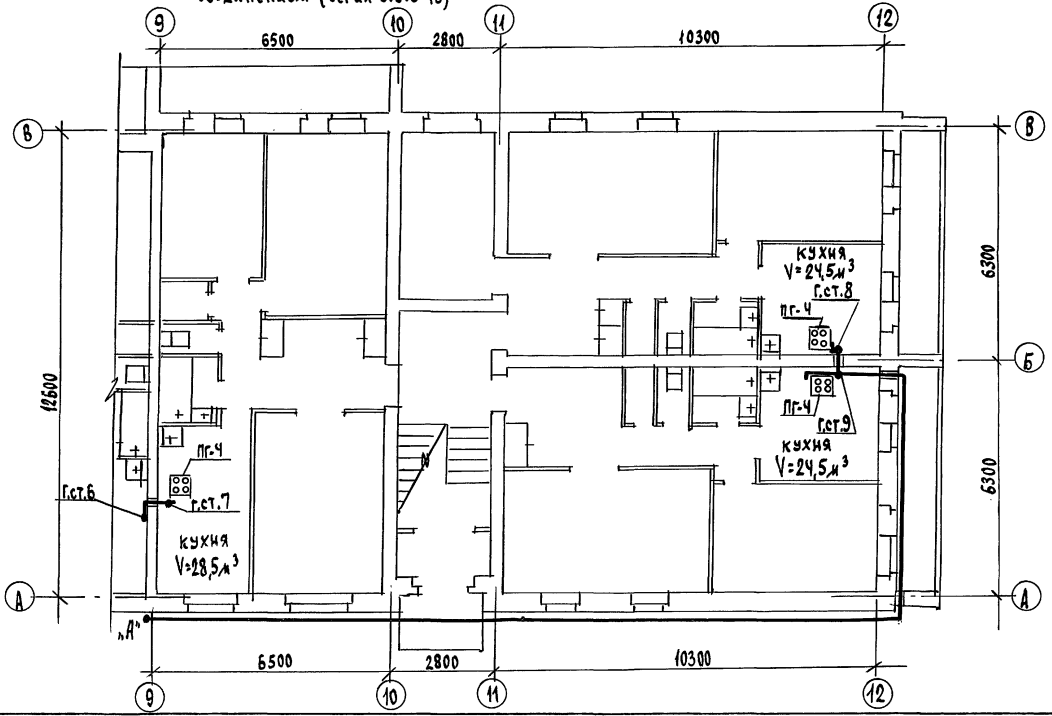 9 10 11 12
6500 2800 10300
В В
КУХНЯ
V=24,5м³
Г.СТ.8
ПГ-4
6300
Б
12600
ПГ-4
Г.СТ.9
КУХНЯ
V=24,5м³
6300
ПГ-4
Г.СТ.6
Г.СТ.7
КУХНЯ
V=28,5м³
А А
„А"
6500 2800 10300
9 10 11 12